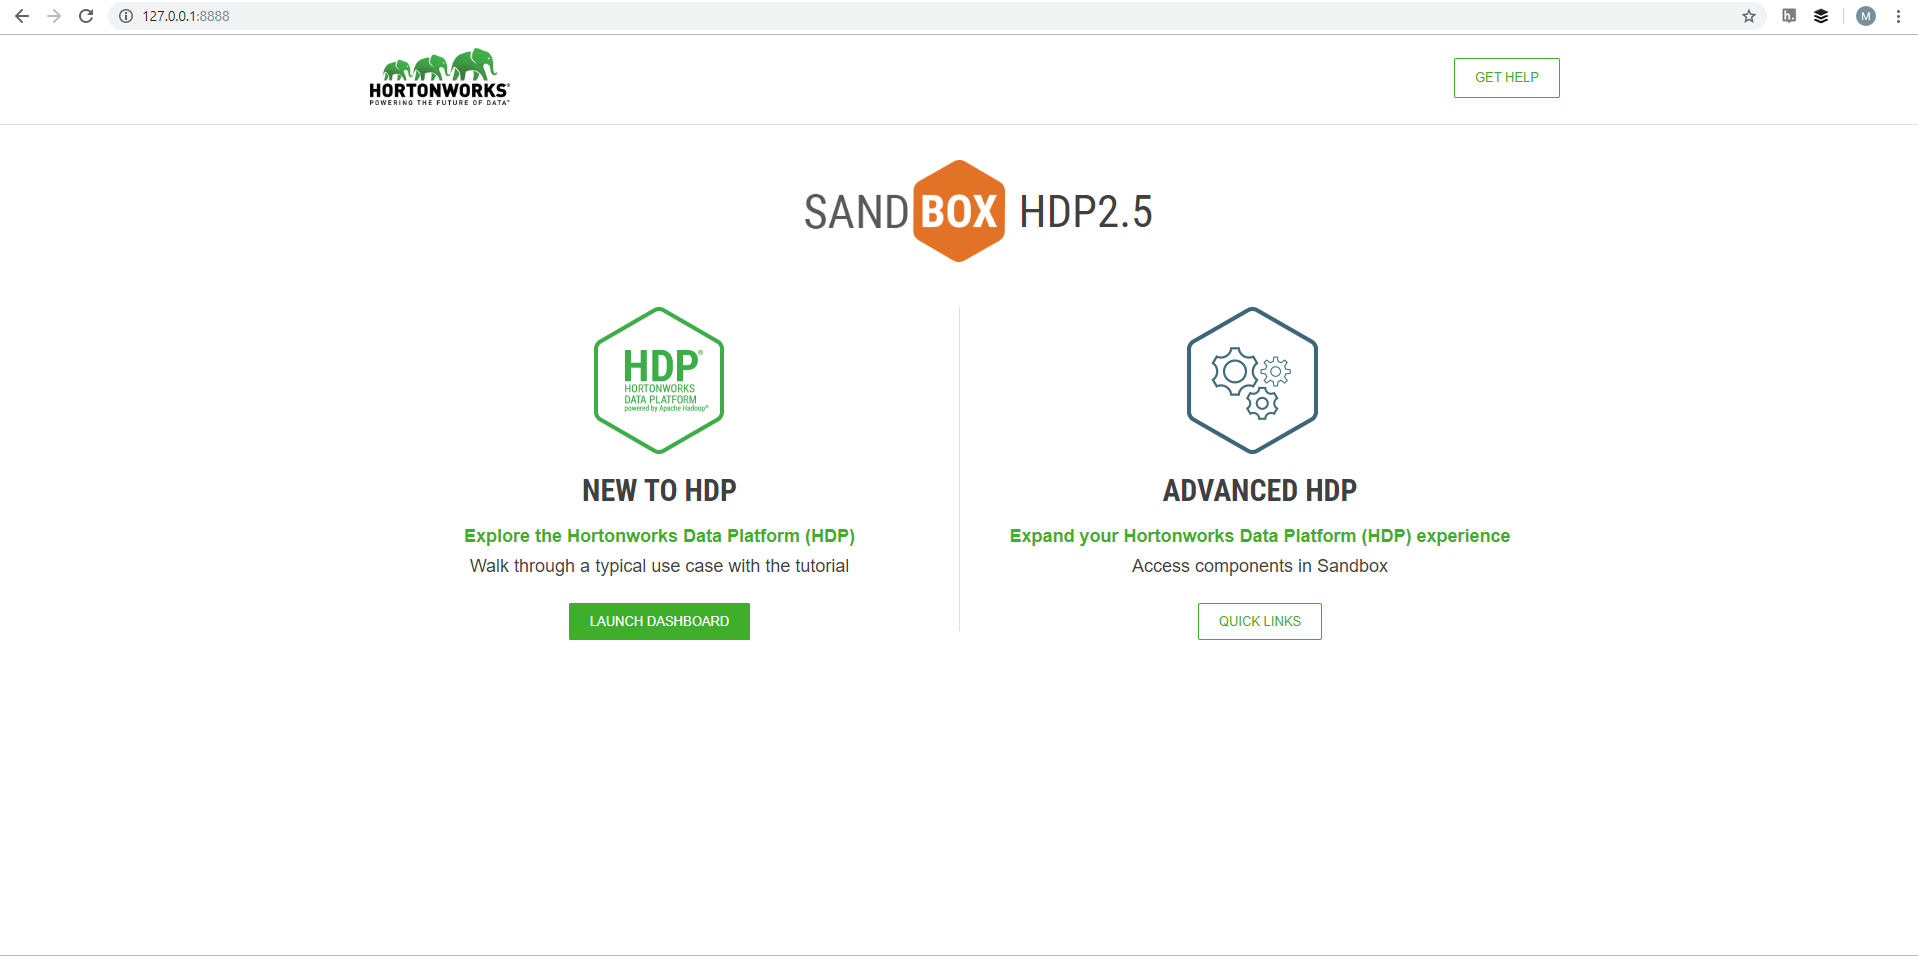 127.0.0.1:8888
M
HORTONWORKS®
POWERING THE FUTURE OF DATA™
GET HELP
SANDBOX HDP2.5
HDP®
HORTONWORKS
DATA PLATFORM
powered by Apache Hadoop®
NEW TO HDP
Explore the Hortonworks Data Platform (HDP)
Walk through a typical use case with the tutorial
LAUNCH DASHBOARD
ADVANCED HDP
Expand your Hortonworks Data Platform (HDP) experience
Access components in Sandbox
QUICK LINKS